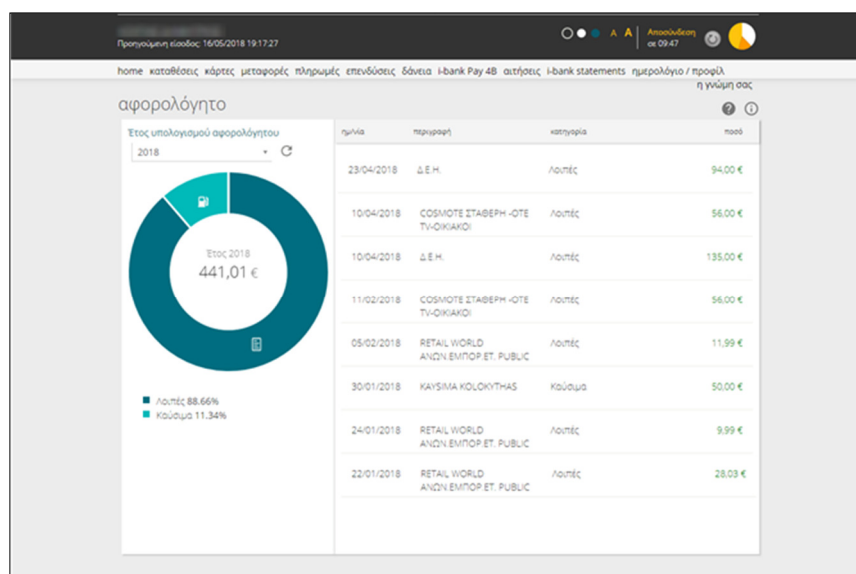 Προηγούμενη είσοδος: 16/05/2018 19:17:27
A A
Αποσύνδεση
σε 09:47
home καταθέσεις κάρτες μεταφορές πληρωμές επενδύσεις δάνεια i-bank Pay 4B αιτήσεις i-bank statements ημερολόγιο / προφίλ
η γνώμη σας
αφορολόγητο
Έτος υπολογισμού αφορολόγητου
2018
Έτος 2018
441,01 €
Λοιπές 88.66%
Καύσιμα 11.34%
ημ/νία περιγραφή κατηγορία ποσό
23/04/2018 Δ.Ε.Η. Λοιπές 94,00 €
10/04/2018 COSMOTE ΣΤΑΘΕΡΗ -ΟΤΕ Λοιπές 56,00 €
TV-ΟΙΚΙΑΚΟΙ
10/04/2018 Δ.Ε.Η. Λοιπές 135,00 €
11/02/2018 COSMOTE ΣΤΑΘΕΡΗ -ΟΤΕ Λοιπές 56,00 €
TV-ΟΙΚΙΑΚΟΙ
05/02/2018 RETAIL WORLD Λοιπές 11,99 €
ΑΝΩΝ.ΕΜΠΟΡ.ΕΤ. PUBLIC
30/01/2018 KAYSIMA KOLOKYTHAS Καύσιμα 50,00 €
24/01/2018 RETAIL WORLD Λοιπές 9,99 €
ΑΝΩΝ.ΕΜΠΟΡ.ΕΤ. PUBLIC
22/01/2018 RETAIL WORLD Λοιπές 28,03 €
ΑΝΩΝ.ΕΜΠΟΡ.ΕΤ. PUBLIC